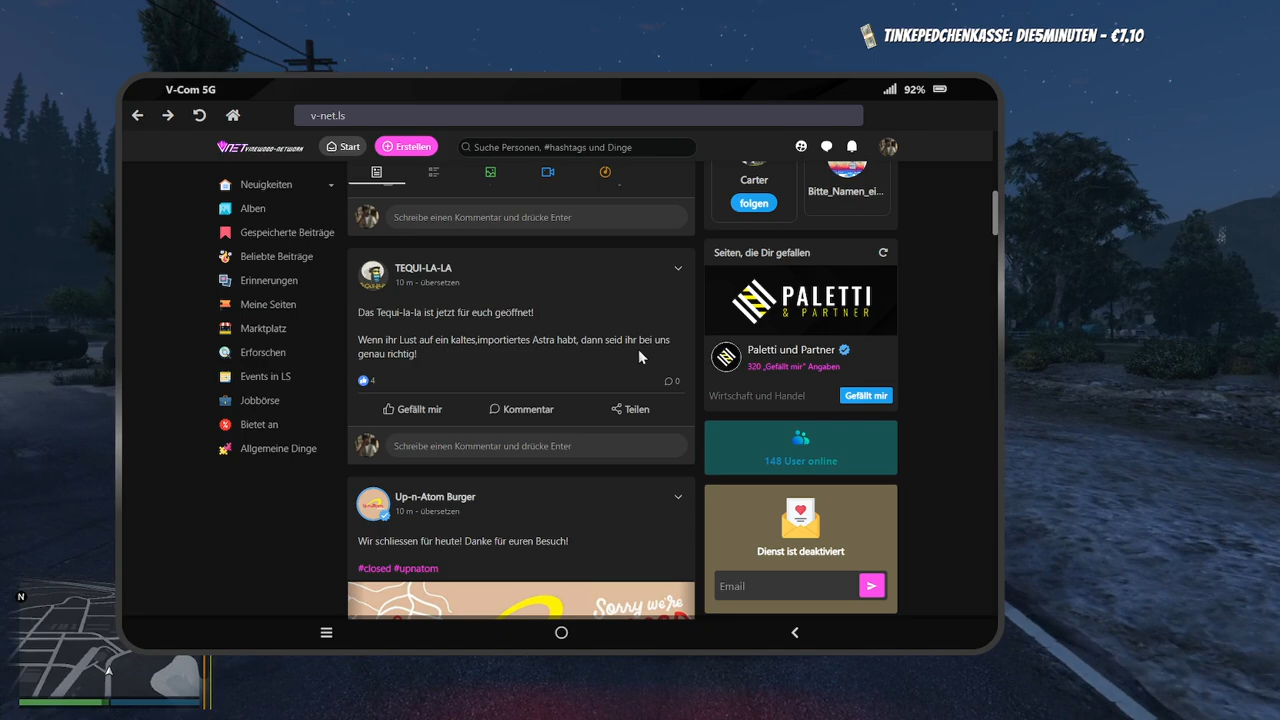 TINKEPEDCHENKASSE: DIE5MINUTEN - €7.10
V-Com 5G
92%
v-net.ls
VNET VINEWOOD-NETWORK
Start
Erstellen
Suche Personen, #hashtags und Dinge
Neuigkeiten
Alben
Gespeicherte Beiträge
Beliebte Beiträge
Erinnerungen
Meine Seiten
Marktplatz
Erforschen
Events in LS
Jobbörse
Bietet an
Allgemeine Dinge
Schreibe einen Kommentar und drücke Enter
TEQUI-LA-LA
10 m - übersetzen
Das Tequi-la-la ist jetzt für euch geöffnet!
Wenn ihr Lust auf ein kaltes,importiertes Astra habt, dann seid ihr bei uns
genau richtig!
4
0
Gefällt mir
Kommentar
Teilen
Schreibe einen Kommentar und drücke Enter
Up-n-Atom Burger
10 m - übersetzen
Wir schliessen für heute! Danke für euren Besuch!
#closed #upnatom
Sorry we're
Carter
folgen
Bitte_Namen_ei...
Seiten, die Dir gefallen
PALETTI
& PARTNER
Paletti und Partner
320 „Gefällt mir" Angaben
Wirtschaft und Handel
Gefällt mir
148 User online
Dienst ist deaktiviert
Email
N